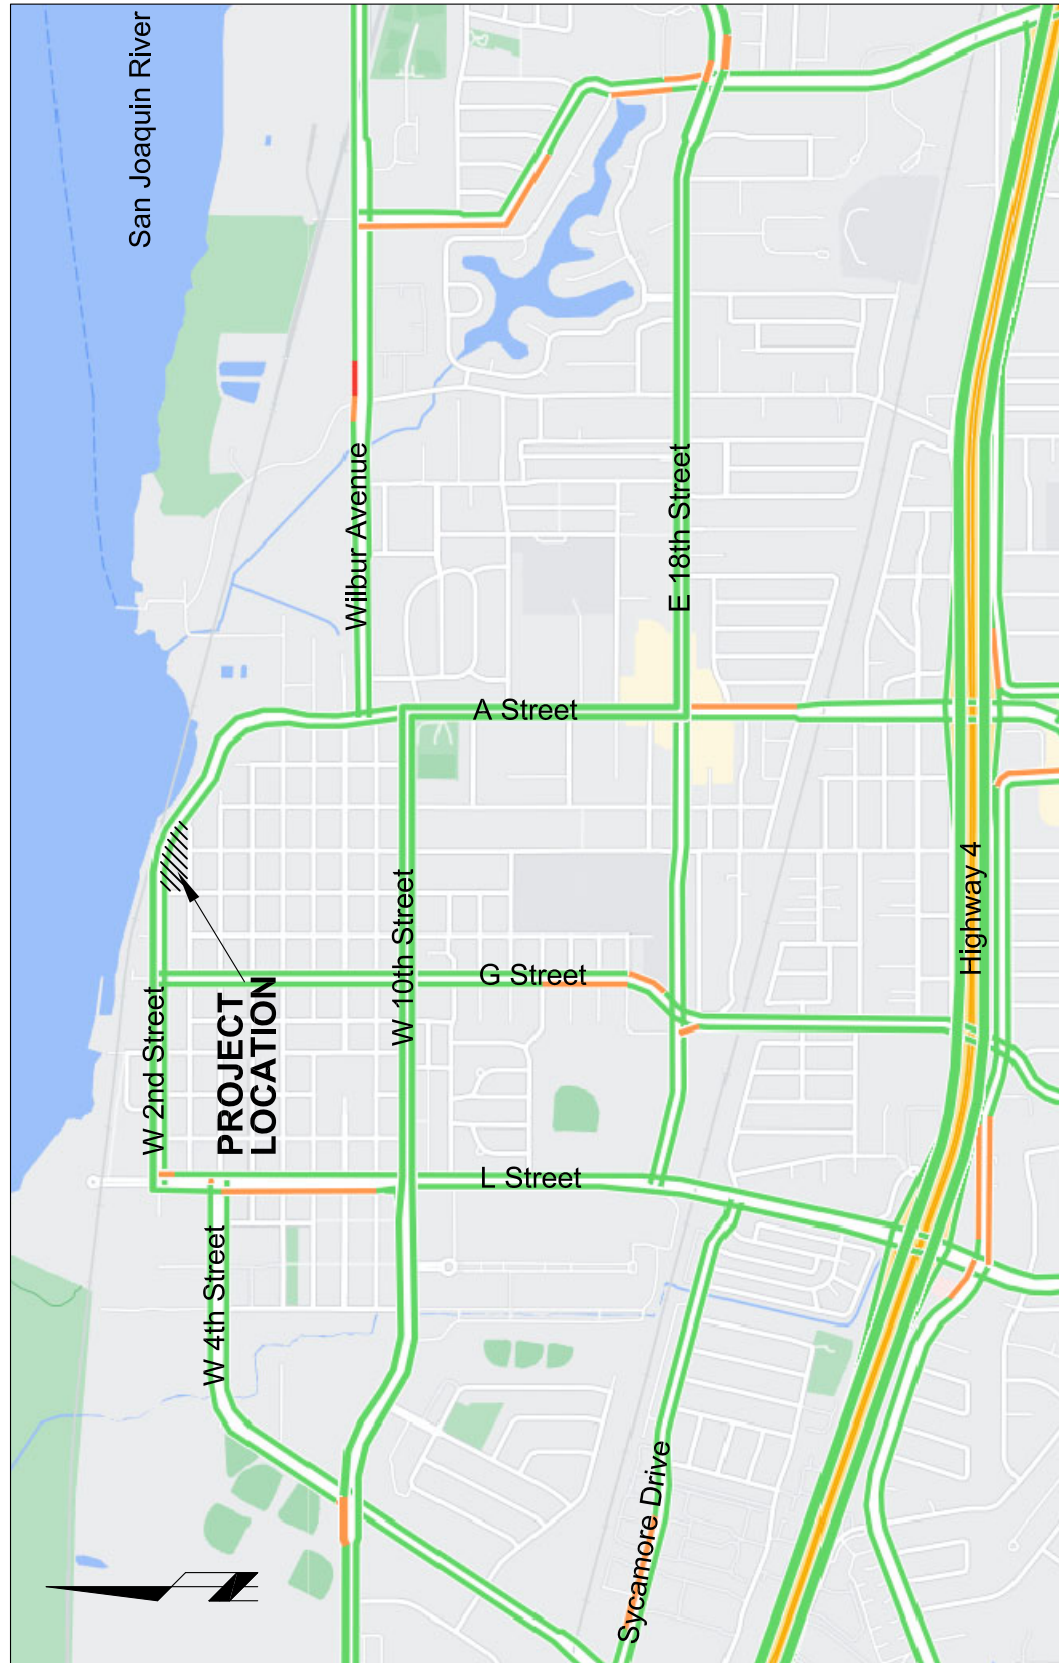 San Joaquin River
Wilbur Avenue
E 18th Street
A Street
W 10th Street
Highway 4
G Street
PROJECT
LOCATION
W 2nd Street
L Street
W 4th Street
Sycamore Drive